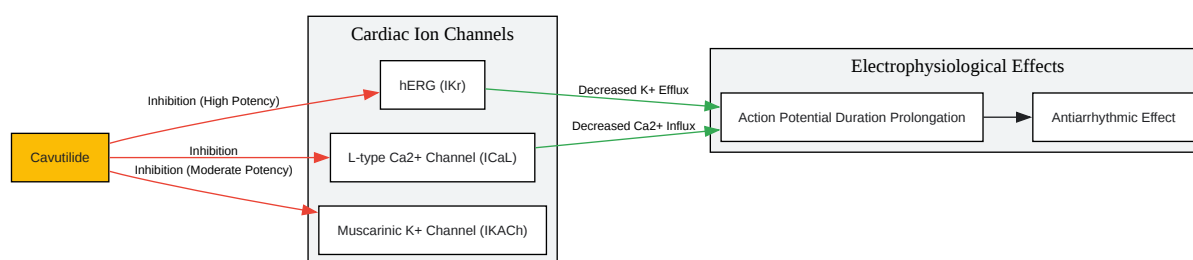 Cardiac Ion Channels
Electrophysiological Effects
hERG (IKr)
Decreased K+ Efflux
Inhibition (High Potency)
Action Potential Duration Prolongation
Antiarrhythmic Effect
Decreased Ca2+ Influx
Cavutilide
Inhibition
L-type Ca2+ Channel (ICaL)
Inhibition (Moderate Potency)
Muscarinic K+ Channel (IKACh)